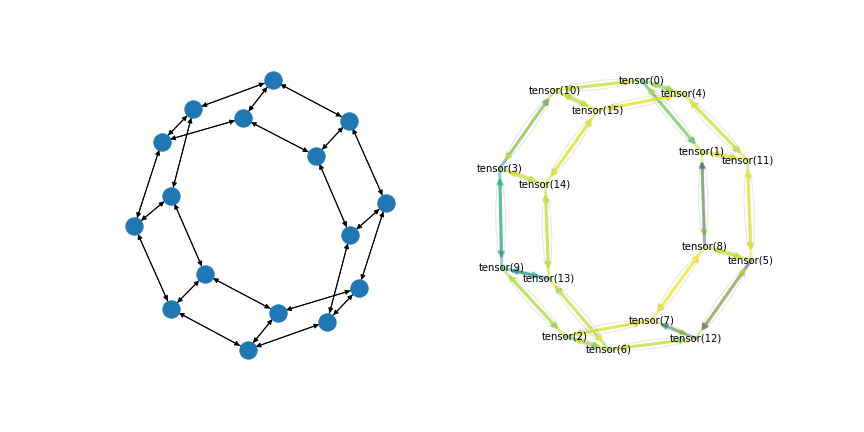 tensor(0)
tensor(10)
tensor(4)
tensor(15)
tensor(1)
tensor(11)
tensor(3)
tensor(14)
tensor(8)
tensor(5)
tensor(9)
tensor(13)
tensor(7)
tensor(2)
tensor(12)
tensor(6)